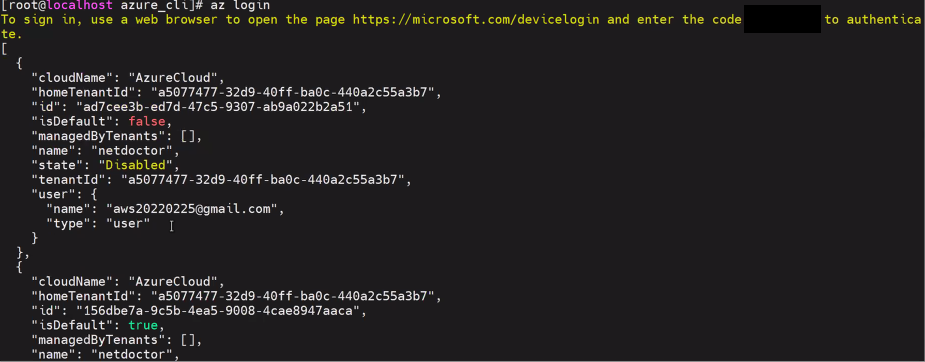 [root@localhost azure_cli]# az login
To sign in, use a web browser to open the page https://microsoft.com/devicelogin and enter the code to authentica
te.
[
  {
    "cloudName": "AzureCloud",
    "homeTenantId": "a5077477-32d9-40ff-ba0c-440a2c55a3b7",
    "id": "ad7cee3b-ed7d-47c5-9307-ab9a022b2a51",
    "isDefault": false,
    "managedByTenants": [],
    "name": "netdoctor",
    "state": "Disabled",
    "tenantId": "a5077477-32d9-40ff-ba0c-440a2c55a3b7",
    "user": {
      "name": "aws20220225@gmail.com",
      "type": "user"
    }
  },
  {
    "cloudName": "AzureCloud",
    "homeTenantId": "a5077477-32d9-40ff-ba0c-440a2c55a3b7",
    "id": "156dbe7a-9c5b-4ea5-9008-4cae8947aaca",
    "isDefault": true,
    "managedByTenants": [],
    "name": "netdoctor",